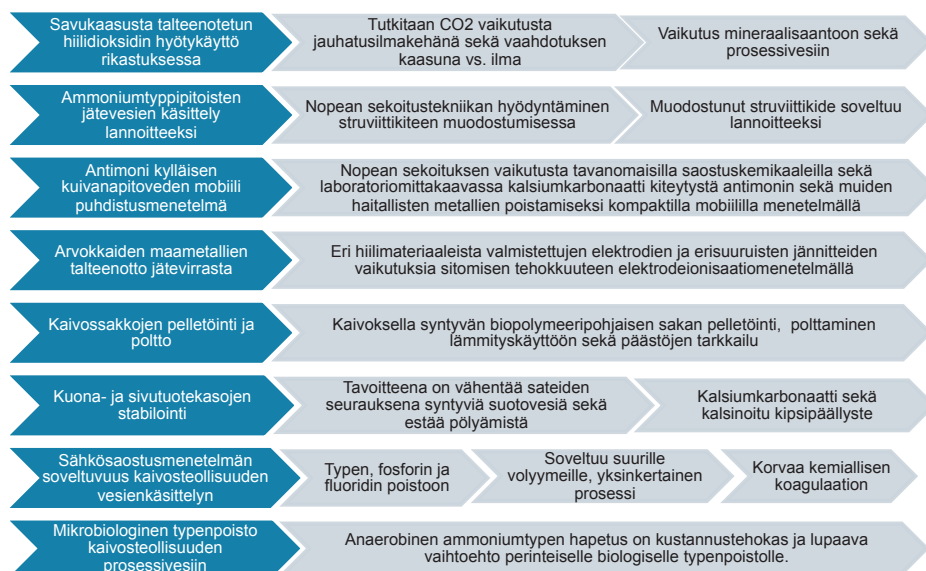 Savukaasusta talteenotetun
hiilidioksidin hyötykäyttö
rikastuksessa
Tutkitaan CO2 vaikutusta
jauhatusilmakehänä sekä vaahdotuksen
kaasuna vs. ilma
Vaikutus mineraalisaantoon sekä
prosessivesiin
Ammoniumtyppipitoisten
jätevesien käsittely
lannoitteeksi
Nopean sekoitustekniikan hyödyntäminen
struviittikiteen muodostumisessa
Muodostunut struviittikide soveltuu
lannoitteeksi
Antimoni kylläisen
kuivanapitoveden mobiili
puhdistusmenetelmä
Nopean sekoituksen vaikutusta tavanomaisilla saostuskemikaaleilla sekä
laboratoriomittakaavassa kalsiumkarbonaatti kiteytystä antimonin sekä muiden
haitallisten metallien poistamiseksi kompaktilla mobiililla menetelmällä
Arvokkaiden maametallien
talteenotto jätevirrasta
Eri hiilimateriaaleista valmistettujen elektrodien ja erisuuruisten jännitteiden
vaikutuksia sitomisen tehokkuuteen elektrodeionisaatiomenetelmällä
Kaivossakkojen pelletöinti ja
poltto
Kaivoksella syntyvän biopolymeeripohjaisen sakan pelletöinti, polttaminen
lämmityskäyttöön sekä päästöjen tarkkailu
Kuona- ja sivutuotekasojen
stabilointi
Tavoitteena on vähentää sateiden
seurauksena syntyviä suotovesiä sekä
estää pölyämistä
Kalsiumkarbonaatti sekä
kalsinoitu kipsipäällyste
Sähkösaostusmenetelmän
soveltuvuus kaivosteollisuuden
vesienkäsittelyn
Typen, fosforin ja
fluoridin poistoon
Soveltuu suurille
volyymeille, yksinkertainen
prosessi
Korvaa kemiallisen
koagulaation
Mikrobiologinen typenpoisto
kaivosteollisuuden
prosessivesiin
Anaerobinen ammoniumtypen hapetus on kustannustehokas ja lupaava
vaihtoehto perinteiselle biologiselle typenpoistolle.